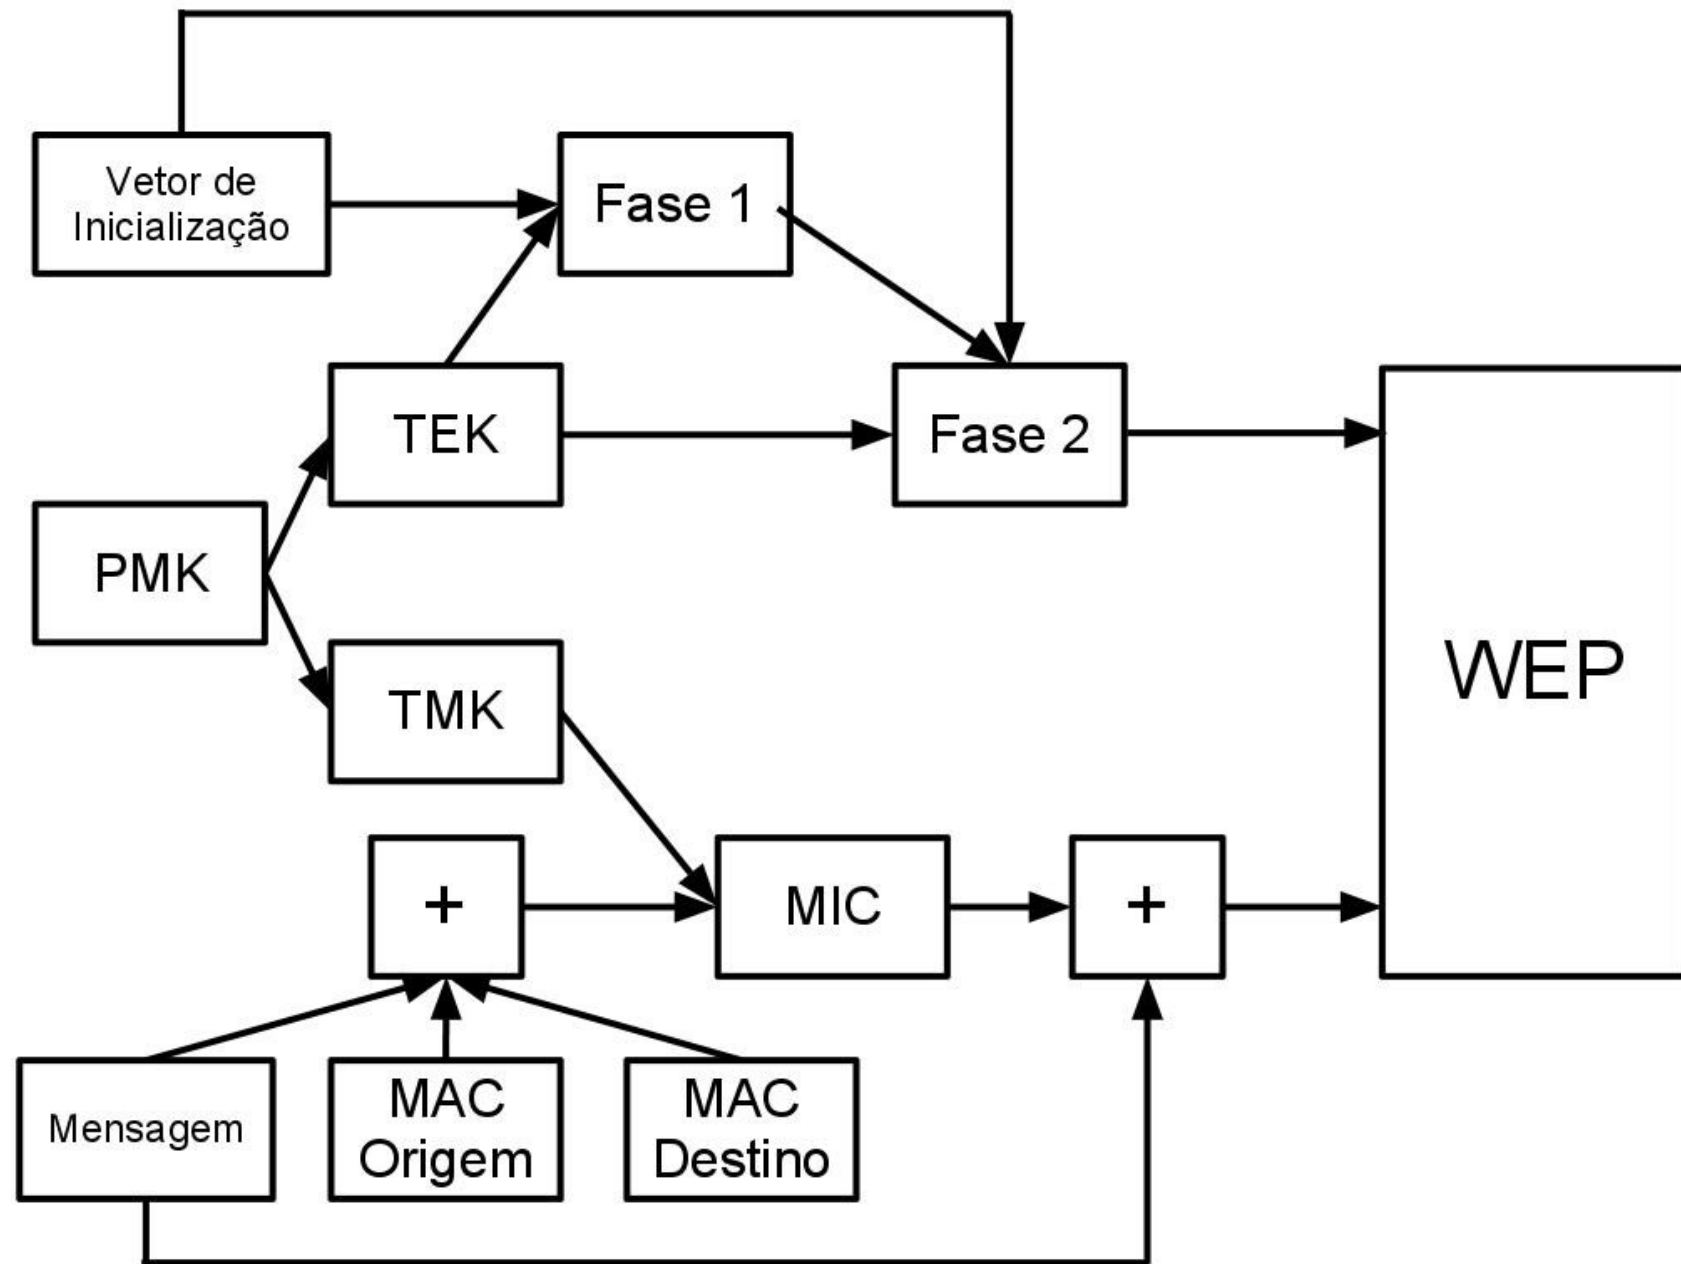 Vetor de
Inicialização
Fase 1
TEK
Fase 2
PMK
WEP
TMK
+
MIC
+
Mensagem
MAC
Origem
MAC
Destino